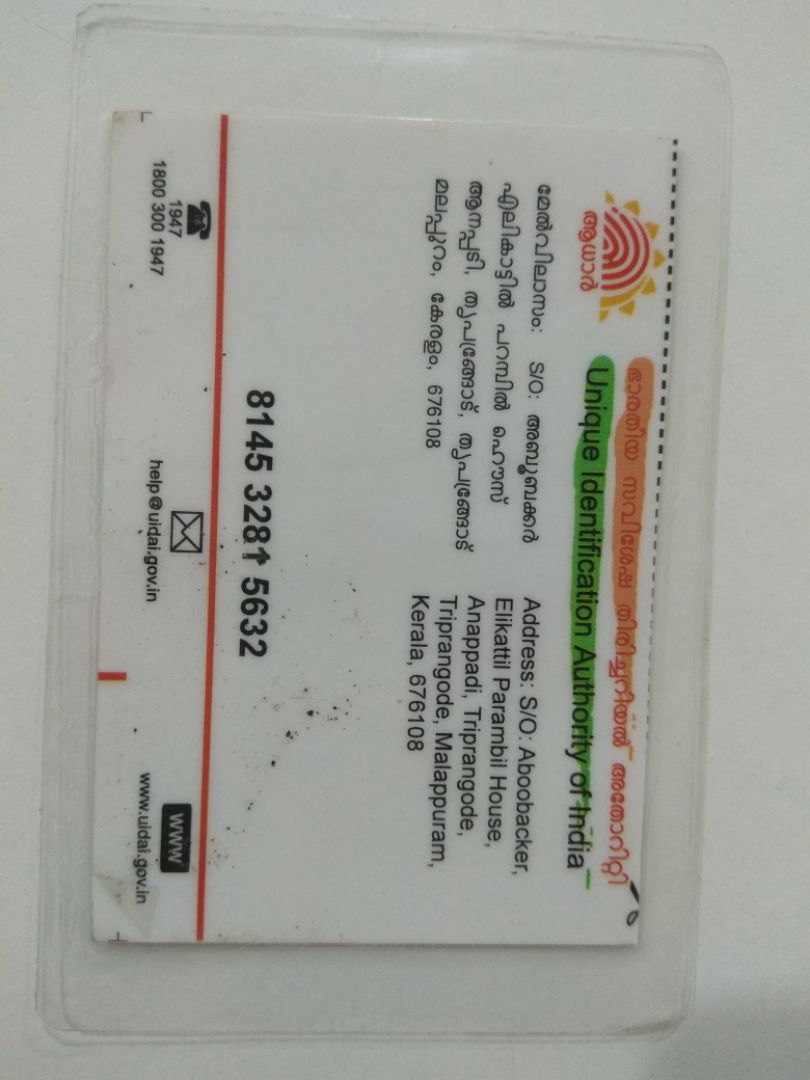 ആധാർ
ഭാരതീയ സവിശേഷ തിരിച്ചറിയൽ അതോറിറ്റി
Unique Identification Authority of India
മേൽവിലാസം: S/O: അബൂബക്കർ
എലികാട്ടിൽ പറമ്പിൽ ഹൌസ്
ആനപ്പടി, തൃപ്രങ്ങോട്, തൃപ്രങ്ങോട്
മലപ്പുറം, കേരളം, 676108
Address: S/O: Aboobacker,
Elikattil Parambil House,
Anappadi, Triprangode,
Triprangode, Malappuram,
Kerala, 676108
8145 3281 5632
1947
1800 300 1947
help@uidai.gov.in
www
www.uidai.gov.in